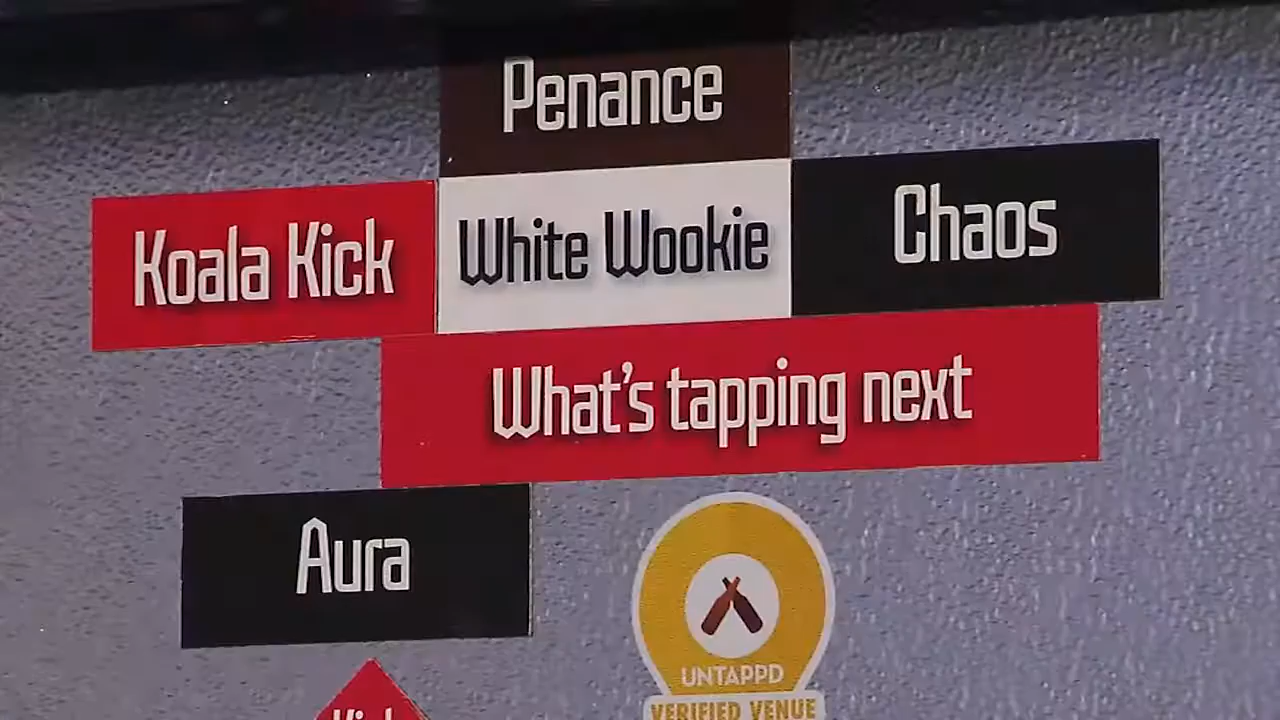 Penance
Koala Kick
White Wookie
Chaos
What's tapping next
Aura
UNTAPPD
VERIFIED VENUE